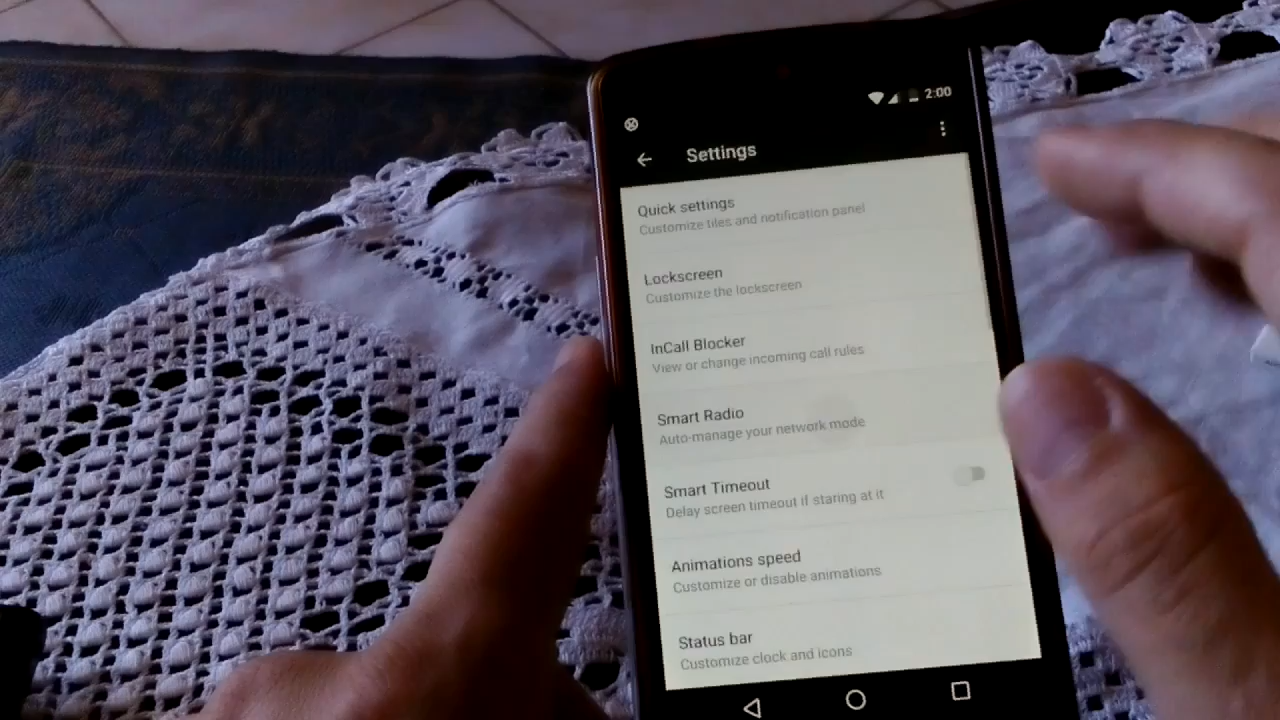 2:00
Settings
Quick settings
Customize tiles and notification panel
Lockscreen
Customize the lockscreen
InCall Blocker
View or change incoming call rules
Smart Radio
Auto-manage your network mode
Smart Timeout
Delay screen timeout if staring at it
Animations speed
Customize or disable animations
Status bar
Customize clock and icons